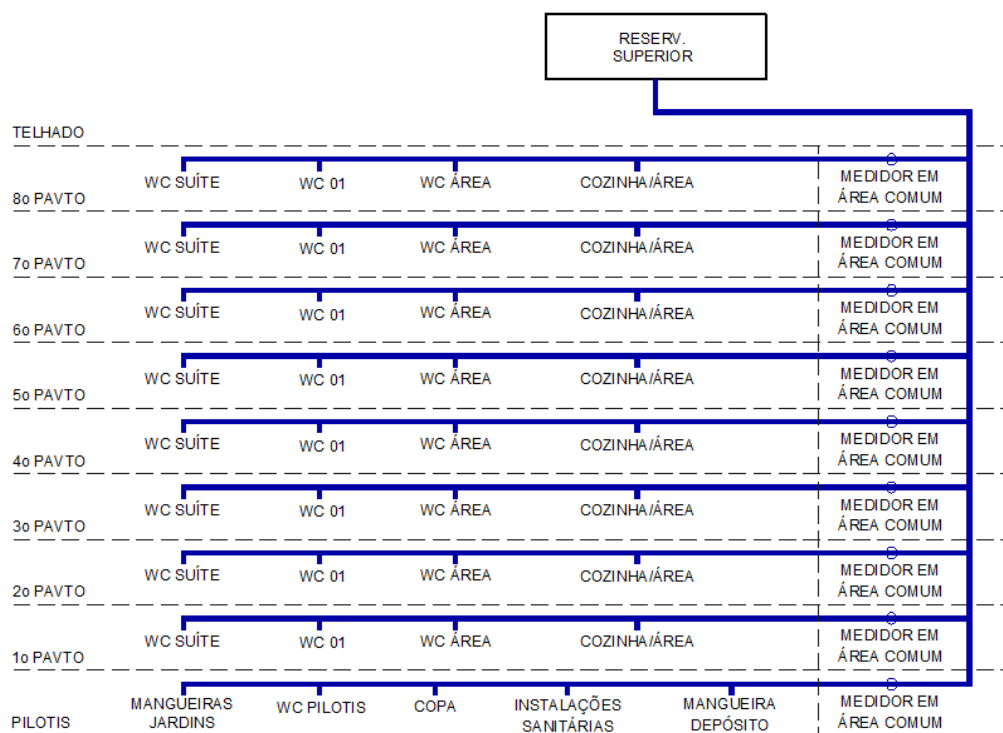 RESERV.
SUPERIOR
TELHADO
WC SUÍTE WC 01 WC ÁREA COZINHA/ÁREA MEDIDOR EM
8o PAVTO ÁREA COMUM
WC SUÍTE WC 01 WC ÁREA COZINHA/ÁREA MEDIDOR EM
7o PAVTO ÁREA COMUM
WC SUÍTE WC 01 WC ÁREA COZINHA/ÁREA MEDIDOR EM
6o PAVTO ÁREA COMUM
WC SUÍTE WC 01 WC ÁREA COZINHA/ÁREA MEDIDOR EM
5o PAVTO ÁREA COMUM
WC SUÍTE WC 01 WC ÁREA COZINHA/ÁREA MEDIDOR EM
4o PAVTO ÁREA COMUM
WC SUÍTE WC 01 WC ÁREA COZINHA/ÁREA MEDIDOR EM
3o PAVTO ÁREA COMUM
WC SUÍTE WC 01 WC ÁREA COZINHA/ÁREA MEDIDOR EM
2o PAVTO ÁREA COMUM
WC SUÍTE WC 01 WC ÁREA COZINHA/ÁREA MEDIDOR EM
1o PAVTO ÁREA COMUM
MANGUEIRAS WC PILOTIS COPA INSTALAÇÕES MANGUEIRA MEDIDOR EM
PILOTIS JARDINS SANITÁRIAS DEPÓSITO ÁREA COMUM